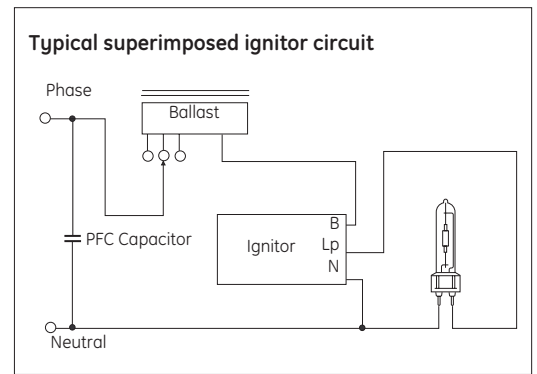 Typical superimposed ignitor circuit
Phase
Ballast
B
Ignitor
Lp
PFC Capacitor
N
Neutral